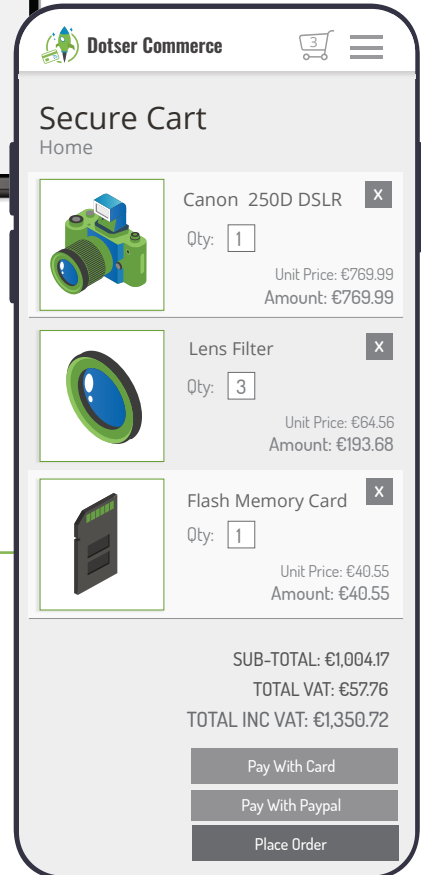 Dotser Commerce
3
Secure Cart
Home
Canon 250D DSLR
X
Qty: 1
Unit Price: €769.99
Amount: €769.99
Lens Filter
X
Qty: 3
Unit Price: €64.56
Amount: €193.68
Flash Memory Card
X
Qty: 1
Unit Price: €40.55
Amount: €40.55
SUB-TOTAL: €1,004.17
TOTAL VAT: €57.76
TOTAL INC VAT: €1,350.72
Pay With Card
Pay With Paypal
Place Order